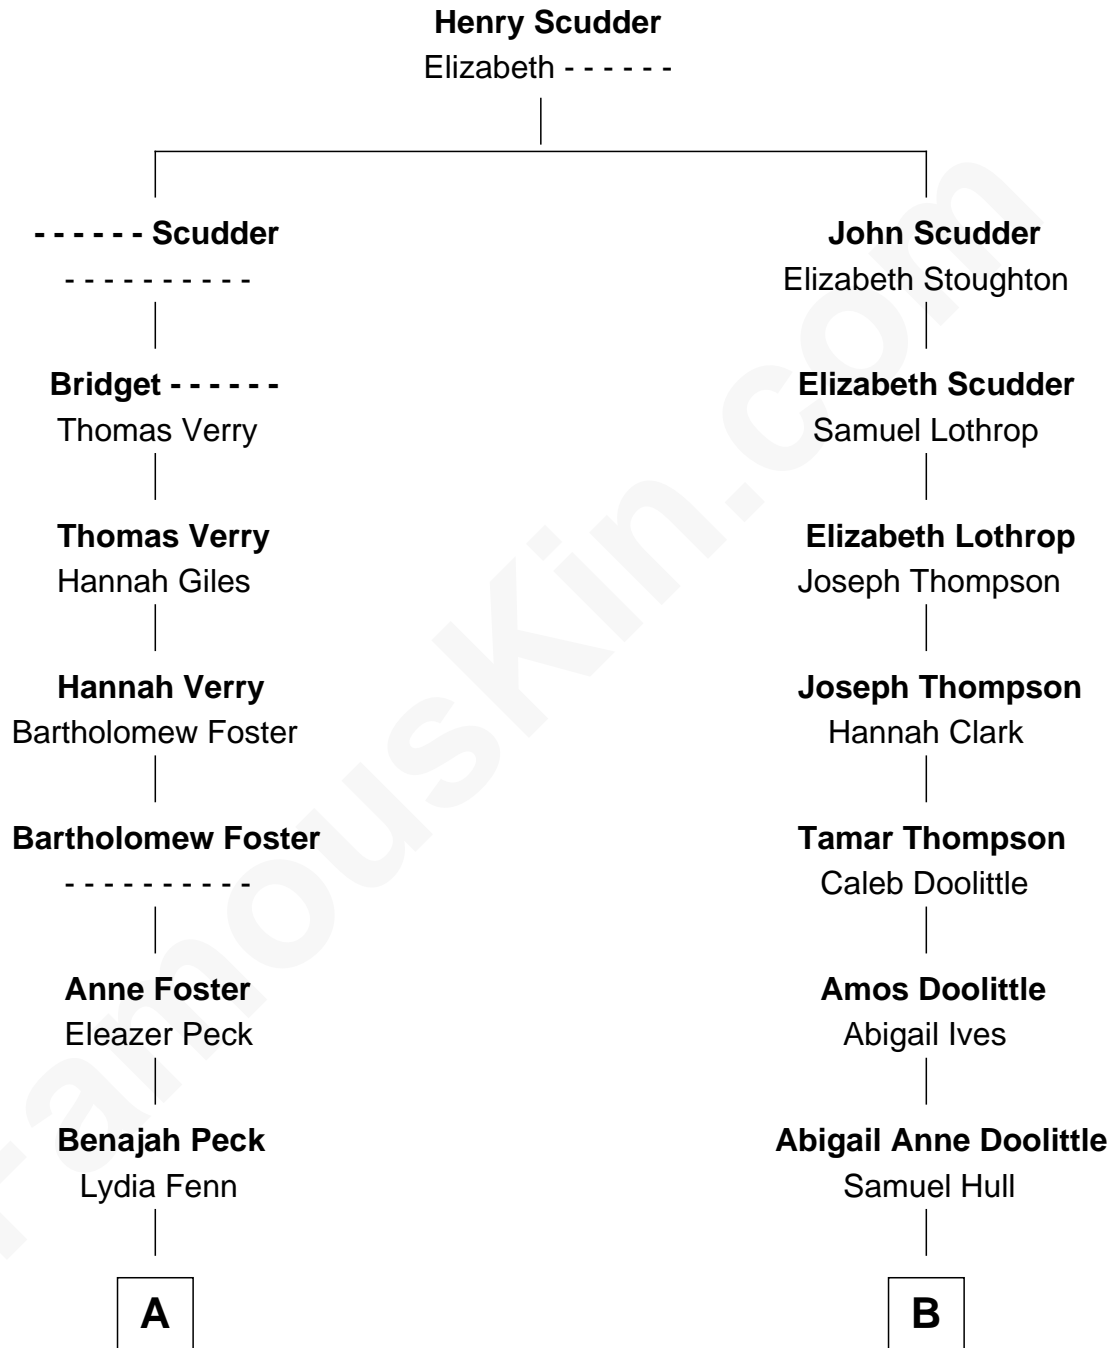 Henry Scudder
Elizabeth - - - - - -
- - - - - - Scudder
- - - - - - - - - -
John Scudder
Elizabeth Stoughton
Bridget - - - - - -
Thomas Verry
Elizabeth Scudder
Samuel Lothrop
Thomas Verry
Hannah Giles
Elizabeth Lothrop
Joseph Thompson
Hannah Verry
Bartholomew Foster
Joseph Thompson
Hannah Clark
Bartholomew Foster
- - - - - - - - - -
Tamar Thompson
Caleb Doolittle
Anne Foster
Eleazer Peck
Amos Doolittle
Abigail Ives
Benajah Peck
Lydia Fenn
Abigail Anne Doolittle
Samuel Hull
A
B
FamousKin.com